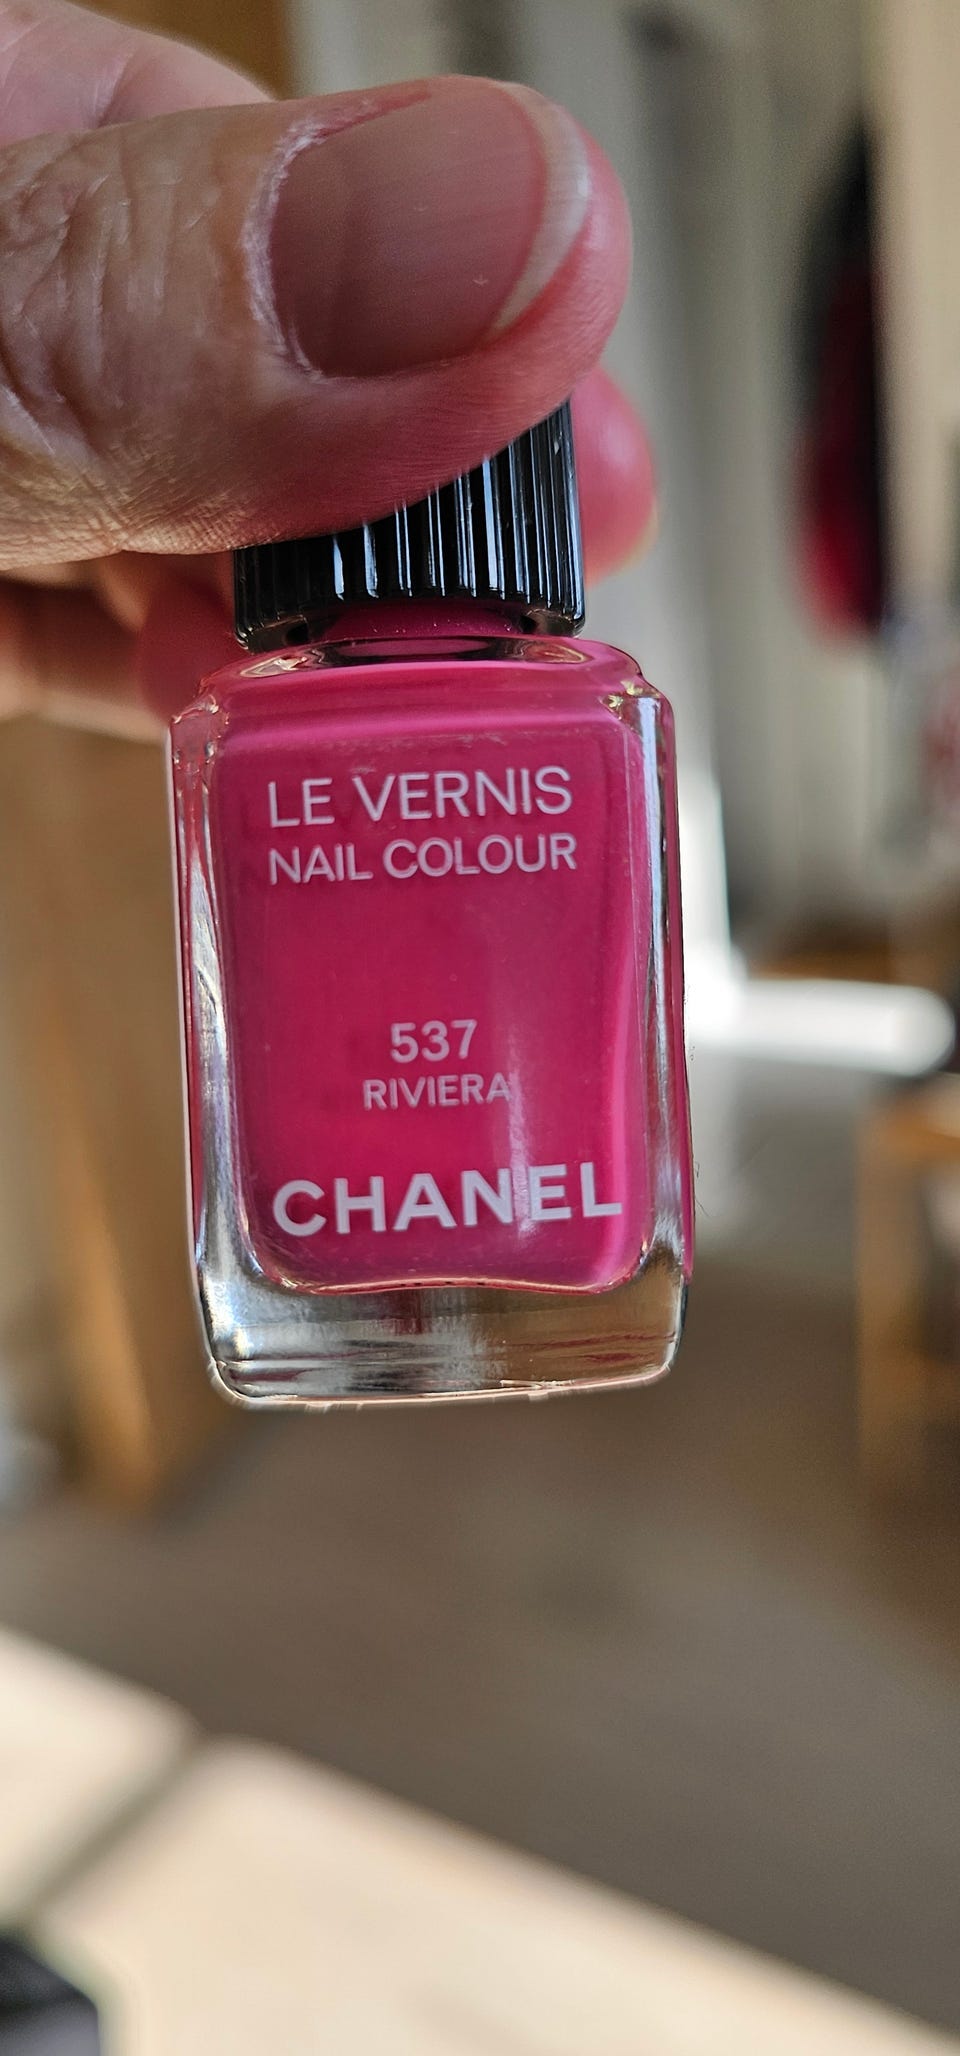 LE VERNIS
NAIL COLOUR
537
RIVIERA
CHANEL